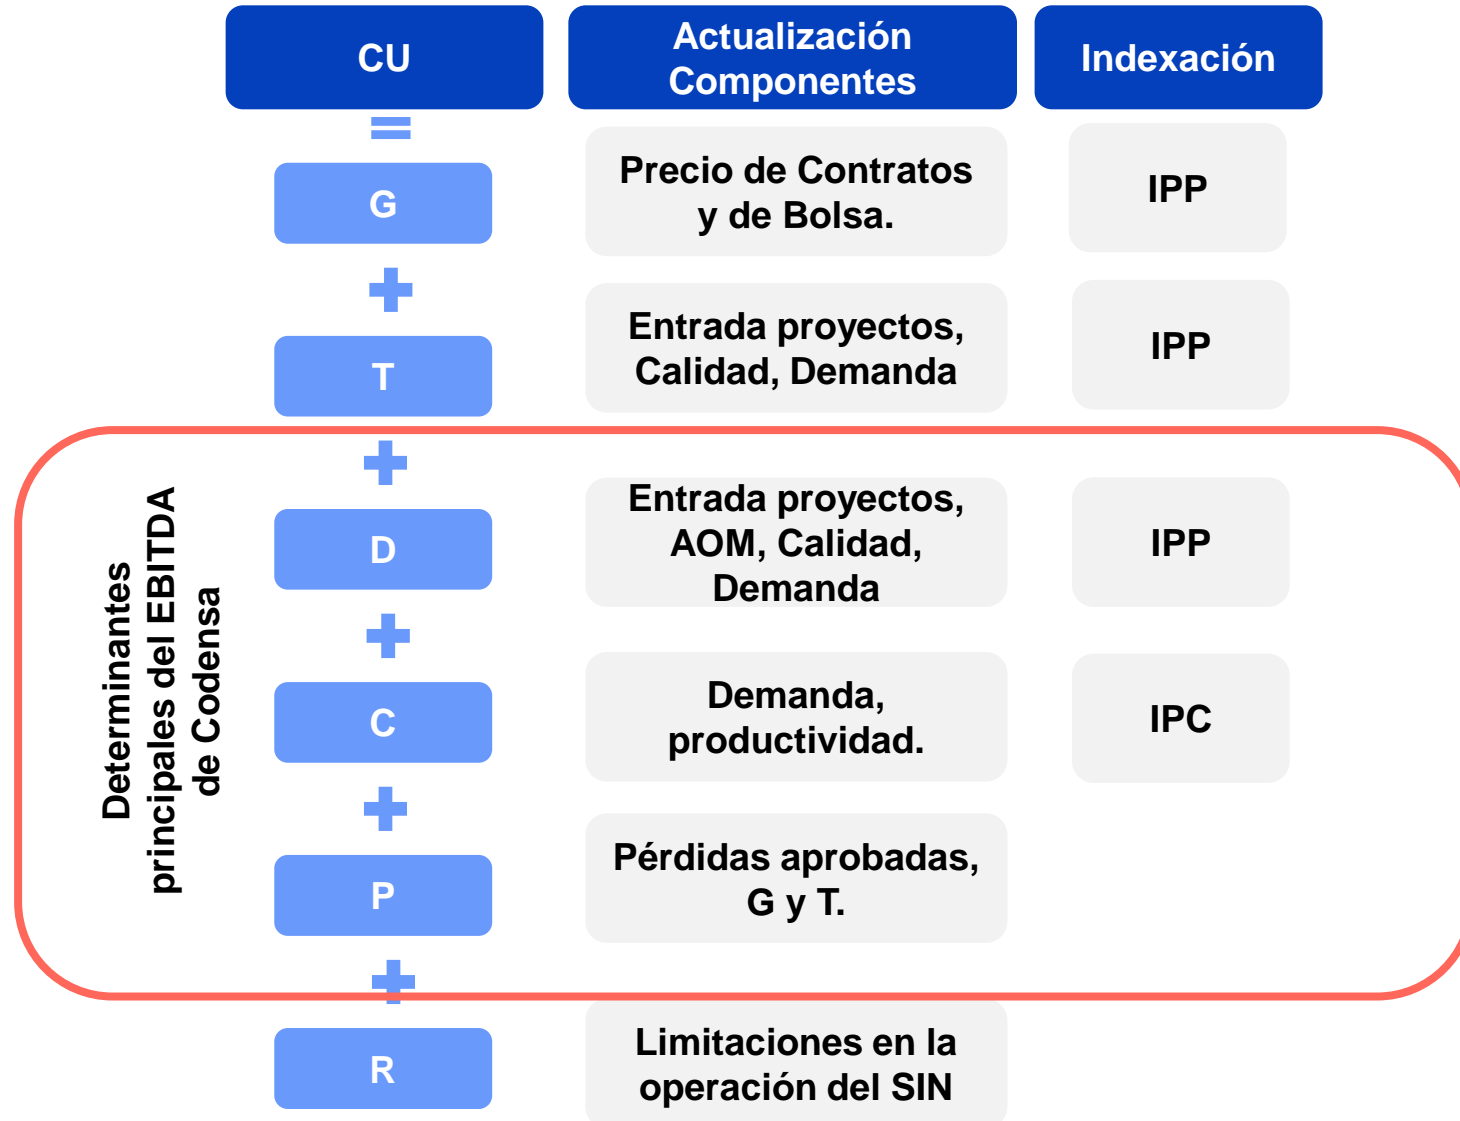 CU
Actualización
Componentes
Indexación
=
G
Precio de Contratos
y de Bolsa.
IPP
+
T
Entrada proyectos,
Calidad, Demanda
IPP
Determinantes
principales del EBITDA
de Codensa
+
D
Entrada proyectos,
AOM, Calidad,
Demanda
IPP
+
C
Demanda,
productividad.
IPC
+
P
Pérdidas aprobadas,
G y T.
+
R
Limitaciones en la
operación del SIN